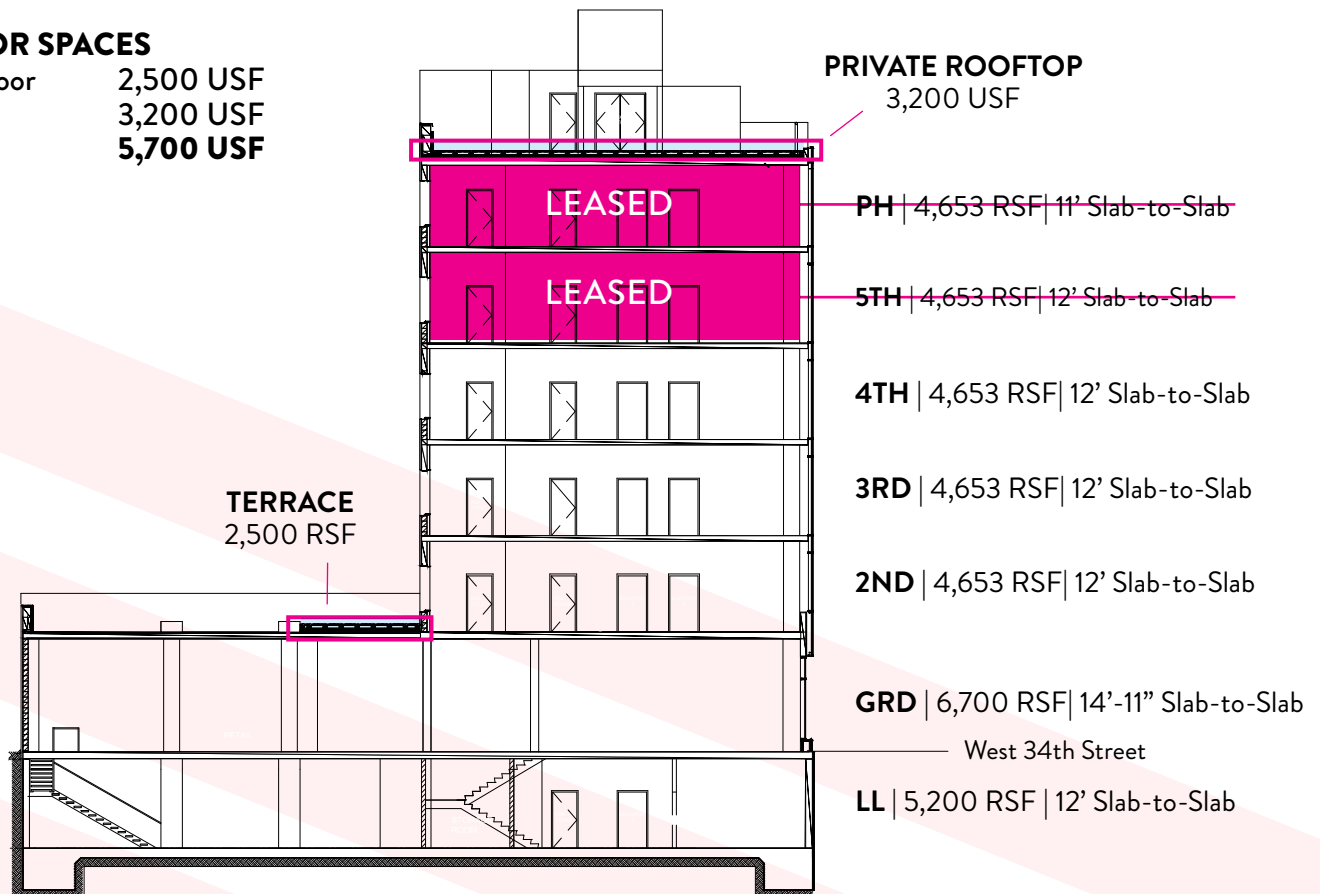 OR SPACES
oor 2,500 USF
3,200 USF
5,700 USF
PRIVATE ROOFTOP
3,200 USF
LEASED
PH | 4,653 RSF| 11’ Slab-to-Slab
LEASED
5TH | 4,653 RSF| 12’ Slab-to-Slab
4TH | 4,653 RSF| 12’ Slab-to-Slab
3RD | 4,653 RSF| 12’ Slab-to-Slab
TERRACE
2,500 RSF
2ND | 4,653 RSF| 12’ Slab-to-Slab
GRD | 6,700 RSF| 14’-11” Slab-to-Slab
West 34th Street
LL | 5,200 RSF | 12’ Slab-to-Slab